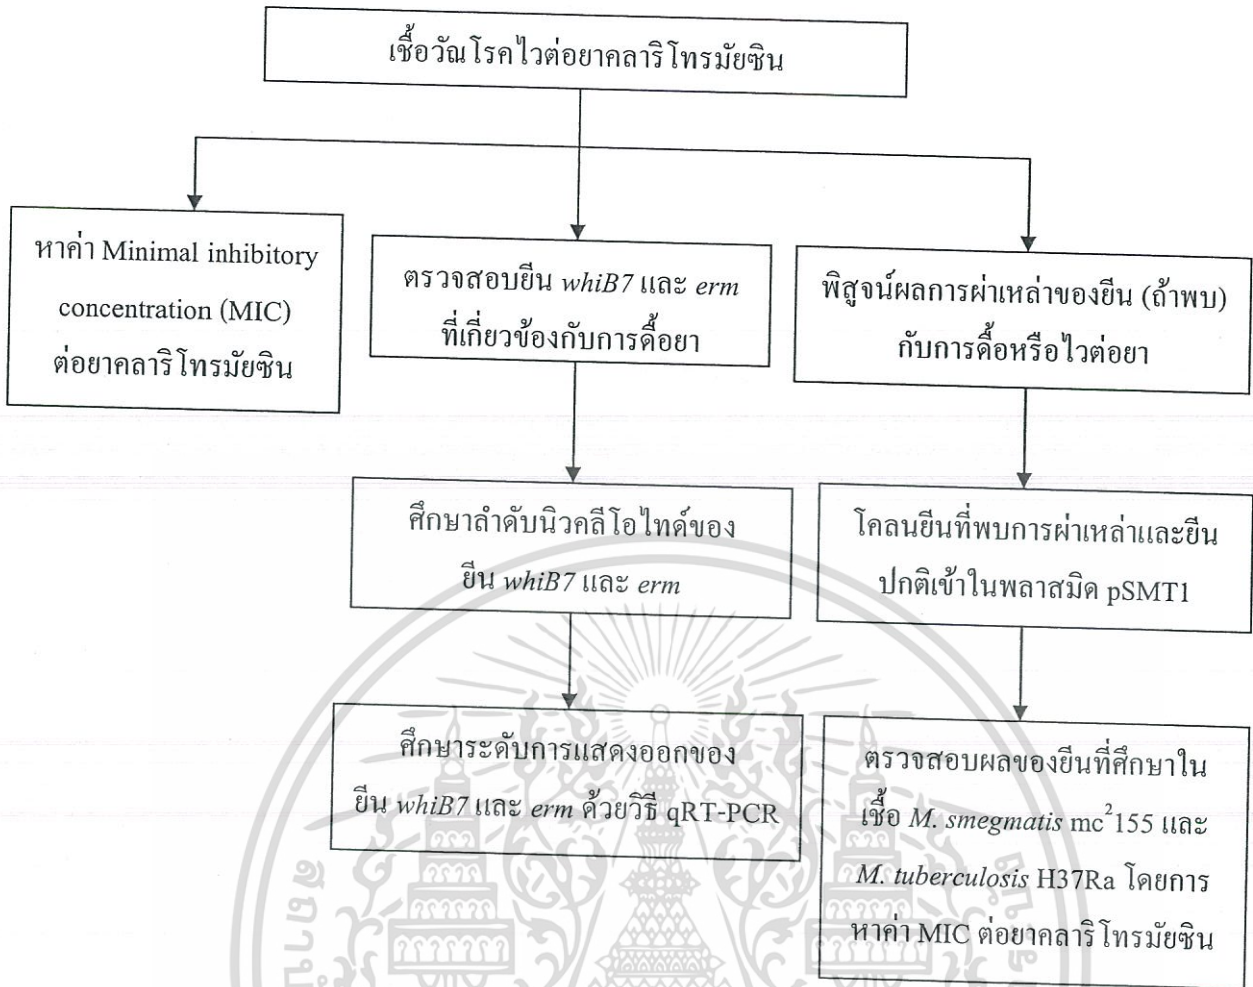 เชื้อวัณโรคไวต่อยาคลาริโทรมัยซิน
หาค่า Minimal inhibitory
concentration (MIC)
ต่อยาคลาริโทรมัยซิน
ตรวจสอบยีน whiB7 และ erm
ที่เกี่ยวข้องกับการดื้อยา
พิสูจน์ผลการผ่าเหล่าของยีน (ถ้าพบ)
กับการดื้อหรือไวต่อยา
ศึกษาลำดับนิวคลีโอไทด์ของ
ยีน whiB7 และ erm
โคลนยีนที่พบการผ่าเหล่าและยีน
ปกติเข้าในพลาสมิด pSMT1
ศึกษาระดับการแสดงออกของ
ยีน whiB7 และ erm ด้วยวิธี qRT-PCR
ตรวจสอบผลของยีนที่ศึกษาใน
เชื้อ M. smegmatis mc²155 และ
M. tuberculosis H37Ra โดยการ
หาค่า MIC ต่อยาคลาริโทรมัยซิน